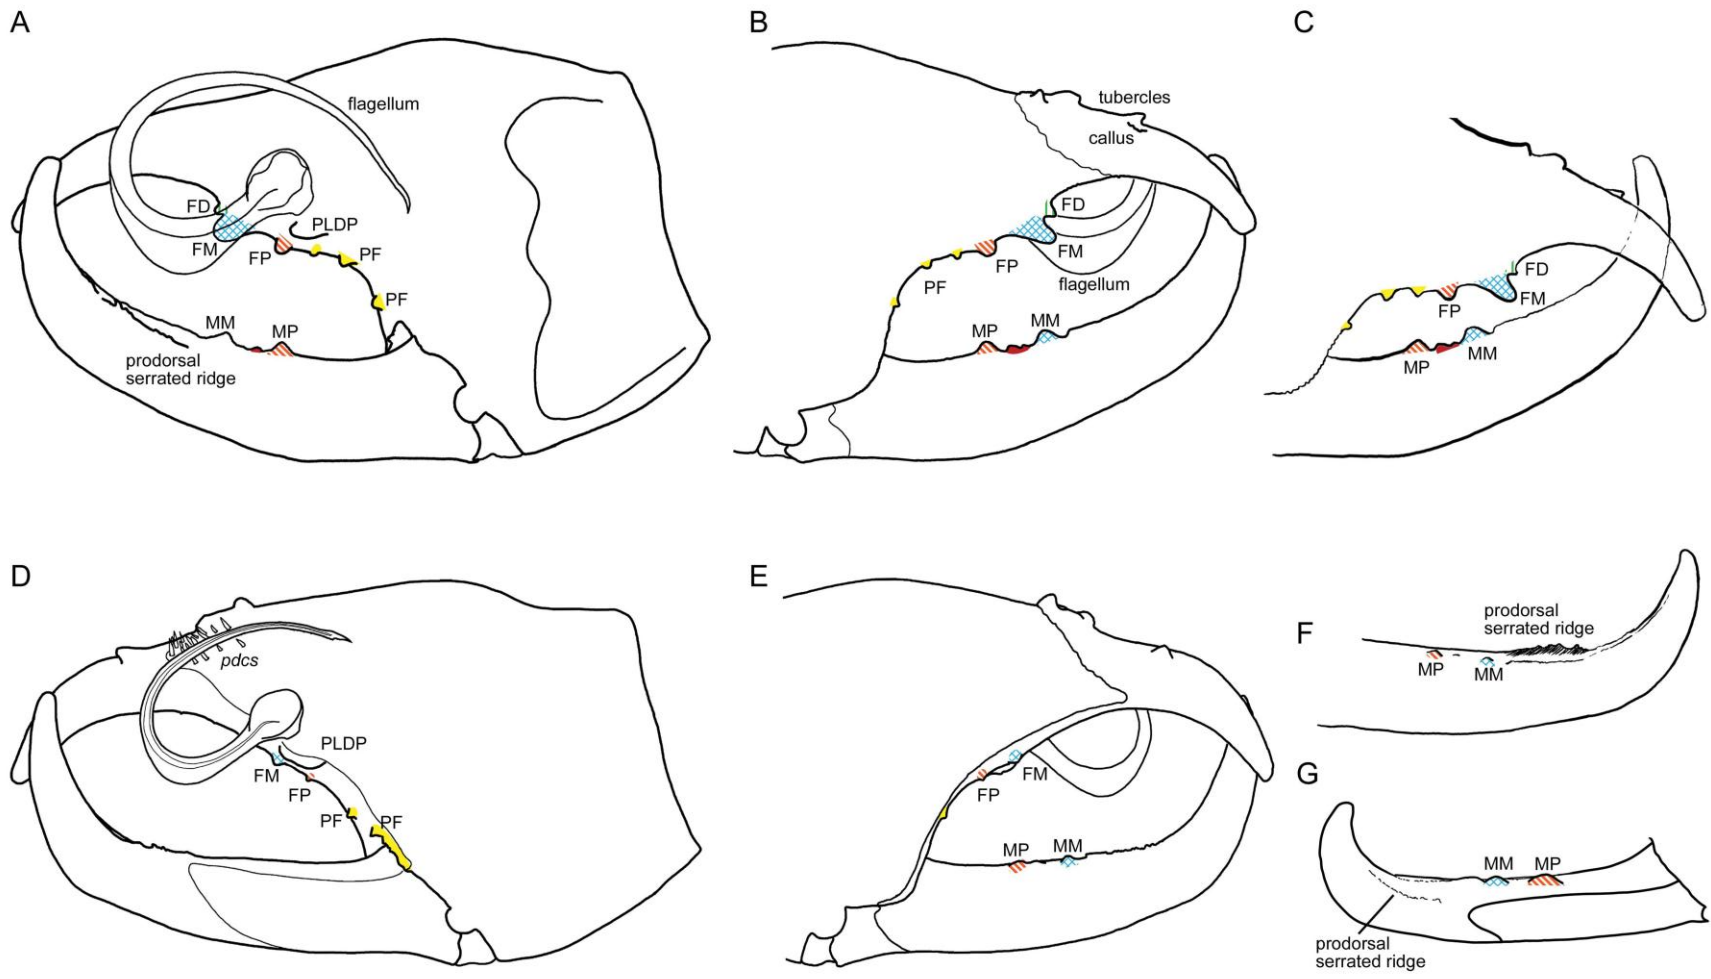 A
B
C
flagellum
tubercles
callus
FD
PLDP
FM
FP
PF
PF
MM
MP
prodorsal
serrated ridge
FD
FM
FP
PF
flagellum
MP
MM
FD
FM
FP
MM
MP
D
E
F
G
pdcs
PLDP
FM
FP
PF
PF
FM
FP
MP
MM
prodorsal
serrated ridge
MP
MM
MM
MP
prodorsal
serrated ridge